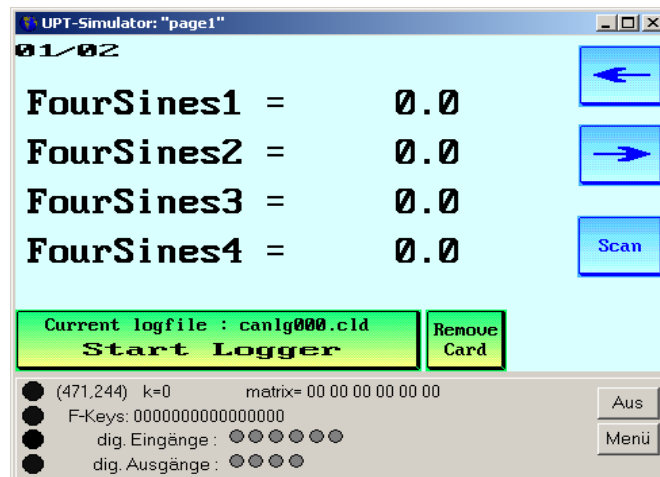 UPT-Simulator: "page1"
01/02
FourSines1 = 0.0
FourSines2 = 0.0
FourSines3 = 0.0
FourSines4 = 0.0
Scan
Current logfile : canlg000.cld
Start Logger
Remove
Card
(471,244) k=0 matrix= 00 00 00 00 00 00
F-Keys: 0000000000000000
dig. Eingänge :
dig. Ausgänge :
Aus
Menü